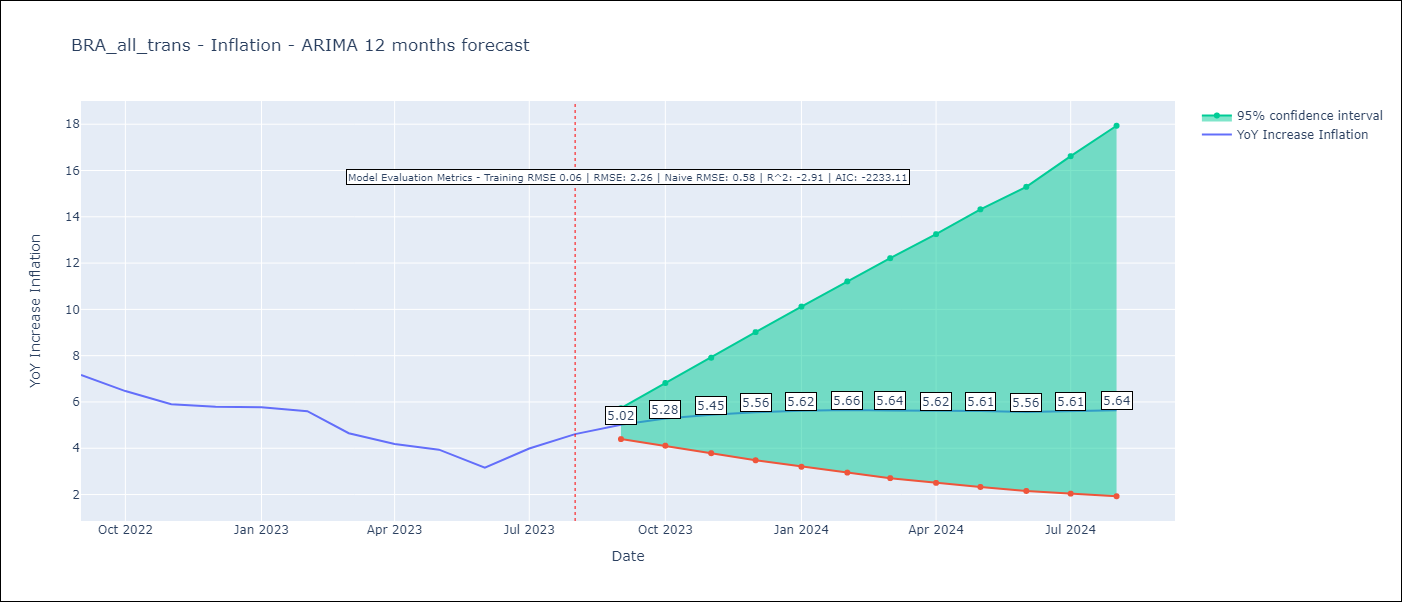 BRA_all_trans - Inflation - ARIMA 12 months forecast
95% confidence interval
YoY Increase Inflation
Model Evaluation Metrics - Training RMSE 0.06 | RMSE: 2.26 | Naive RMSE: 0.58 | R^2: -2.91 | AIC: -2233.11
YoY Increase Inflation
18
16
14
12
10
8
6
4
2
5.02
5.28
5.45
5.56
5.62
5.66
5.64
5.62
5.61
5.56
5.61
5.64
Oct 2022
Jan 2023
Apr 2023
Jul 2023
Oct 2023
Jan 2024
Apr 2024
Jul 2024
Date